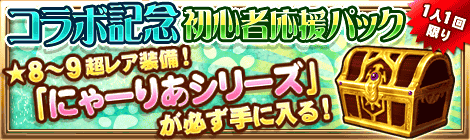 コラボ記念初心者応援パック
1人1回
限り
★8～9超レア装備！
「にゃーりあシリーズ」
が必ず手に入る！